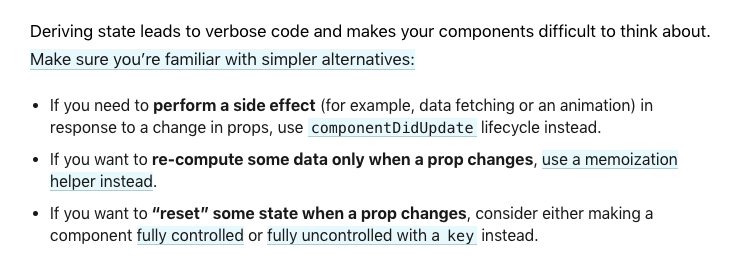 Deriving state leads to verbose code and makes your components difficult to think about.
Make sure you’re familiar with simpler alternatives:
• If you need to perform a side effect (for example, data fetching or an animation) in
response to a change in props, use componentDidUpdate lifecycle instead.
• If you want to re-compute some data only when a prop changes, use a memoization
helper instead.
• If you want to “reset” some state when a prop changes, consider either making a
component fully controlled or fully uncontrolled with a key instead.